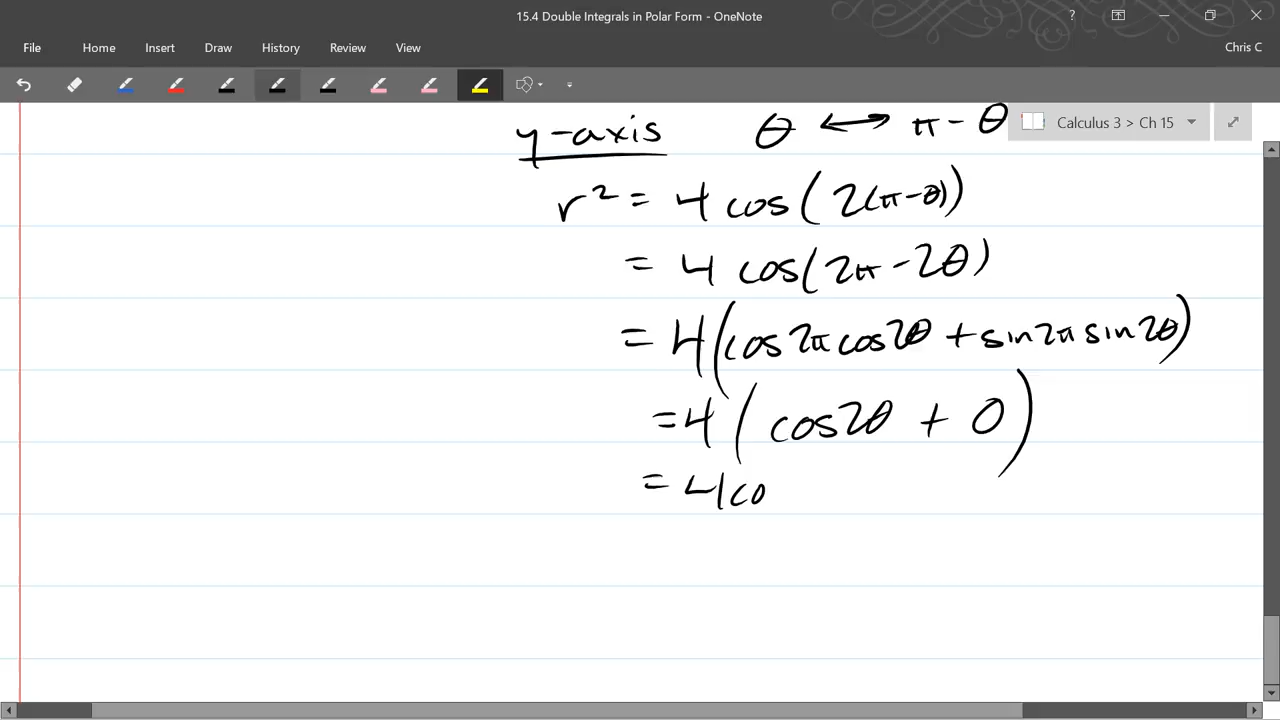 15.4 Double Integrals in Polar Form - OneNote
?
File Home Insert Draw History Review View Chris C
Calculus 3 > Ch 15
y-axis θ ↔ π - θ
r² = 4 cos(2(π-θ))
= 4 cos(2π - 2θ)
= 4(cos2π cos2θ + sin2π sin2θ)
= 4(cos2θ + 0)
= 4co